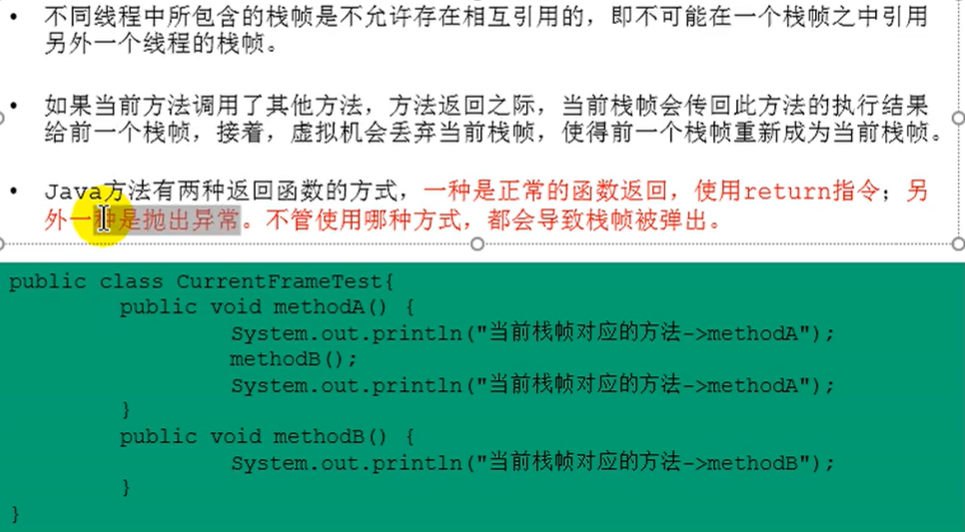 • 不同线程中所包含的栈帧是不允许存在相互引用的，即不可能在一个栈帧之中引用
另外一个线程的栈帧。
• 如果当前方法调用了其他方法，方法返回之际，当前栈帧会传回此方法的执行结果
给前一个栈帧，接着，虚拟机会丢弃当前栈帧，使得前一个栈帧重新成为当前栈帧。
• Java方法有两种返回函数的方式，一种是正常的函数返回，使用return指令；另
外一种是抛出异常。不管使用哪种方式，都会导致栈帧被弹出。
public class CurrentFrameTest{
public void methodA() {
System.out.println("当前栈帧对应的方法->methodA");
methodB();
System.out.println("当前栈帧对应的方法->methodA");
}
public void methodB() {
System.out.println("当前栈帧对应的方法->methodB");
}
}